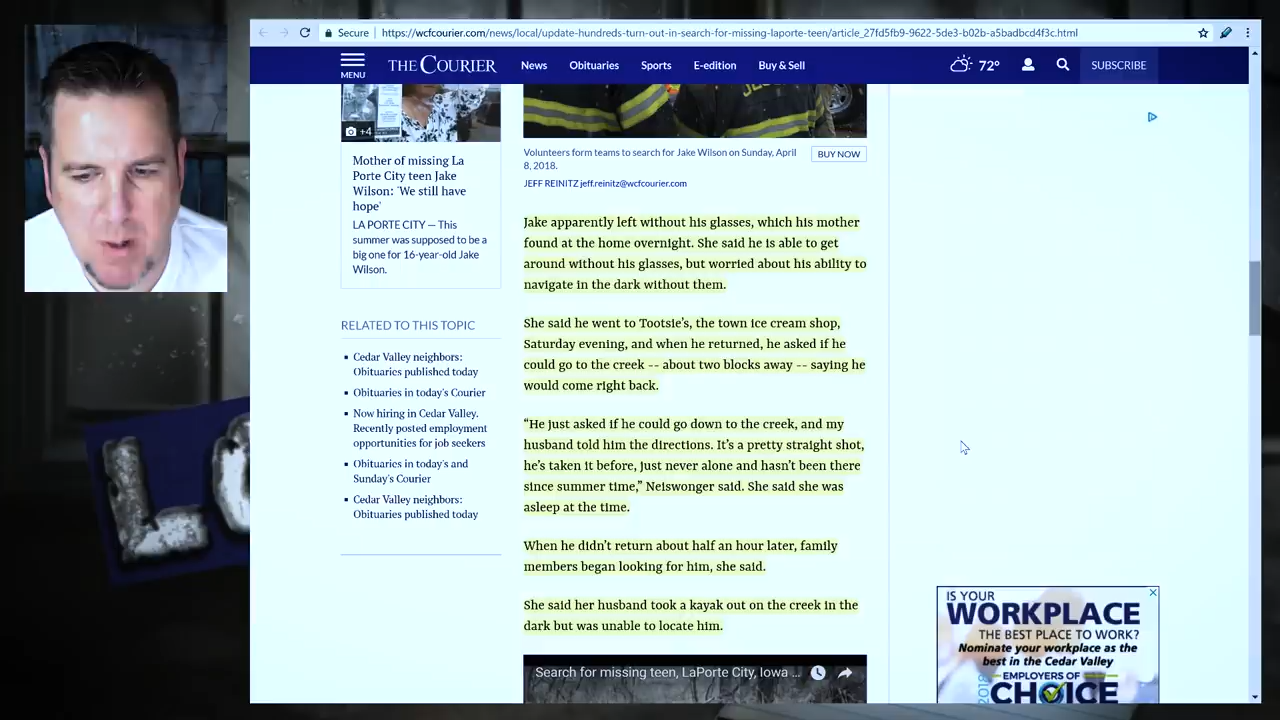 Secure
https://wcfcourier.com/news/local/update-hundreds-turn-out-in-search-for-missing-laporte-teen/article_27fd5fb9-9622-5de3-b02b-a5badbcd4f3c.html
MENU
THE COURIER
News
Obituaries
Sports
E-edition
Buy & Sell
72°
SUBSCRIBE
+4
Mother of missing La
Porte City teen Jake
Wilson: 'We still have
hope'
LA PORTE CITY — This
summer was supposed to be a
big one for 16-year-old Jake
Wilson.
RELATED TO THIS TOPIC
Cedar Valley neighbors:
Obituaries published today
Obituaries in today's Courier
Now hiring in Cedar Valley.
Recently posted employment
opportunities for job seekers
Obituaries in today's and
Sunday's Courier
Cedar Valley neighbors:
Obituaries published today
Volunteers form teams to search for Jake Wilson on Sunday, April
8, 2018.
BUY NOW
JEFF REINITZ jeff.reinitz@wcfcourier.com
Jake apparently left without his glasses, which his mother
found at the home overnight. She said he is able to get
around without his glasses, but worried about his ability to
navigate in the dark without them.
She said he went to Tootsie's, the town ice cream shop,
Saturday evening, and when he returned, he asked if he
could go to the creek -- about two blocks away -- saying he
would come right back.
“He just asked if he could go down to the creek, and my
husband told him the directions. It's a pretty straight shot,
he's taken it before, just never alone and hasn't been there
since summer time,” Neiswonger said. She said she was
asleep at the time.
When he didn't return about half an hour later, family
members began looking for him, she said.
She said her husband took a kayak out on the creek in the
dark but was unable to locate him.
Search for missing teen, LaPorte City, Iowa ...
IS YOUR
WORKPLACE
THE BEST PLACE TO WORK?
Nominate your workplace as the
best in the Cedar Valley
EMPLOYERS OF
CHOICE
2018